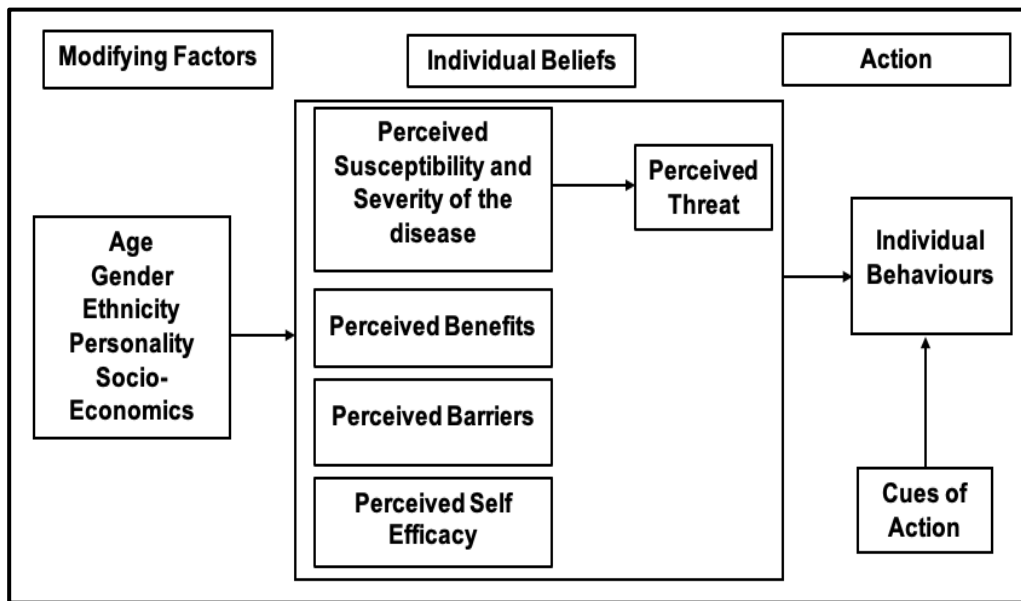 Modifying Factors
Individual Beliefs
Action
Age
Gender
Ethnicity
Personality
Socio-
Economics
Perceived
Susceptibility and
Severity of the
disease
Perceived
Threat
Perceived Benefits
Perceived Barriers
Perceived Self
Efficacy
Individual
Behaviours
Cues of
Action